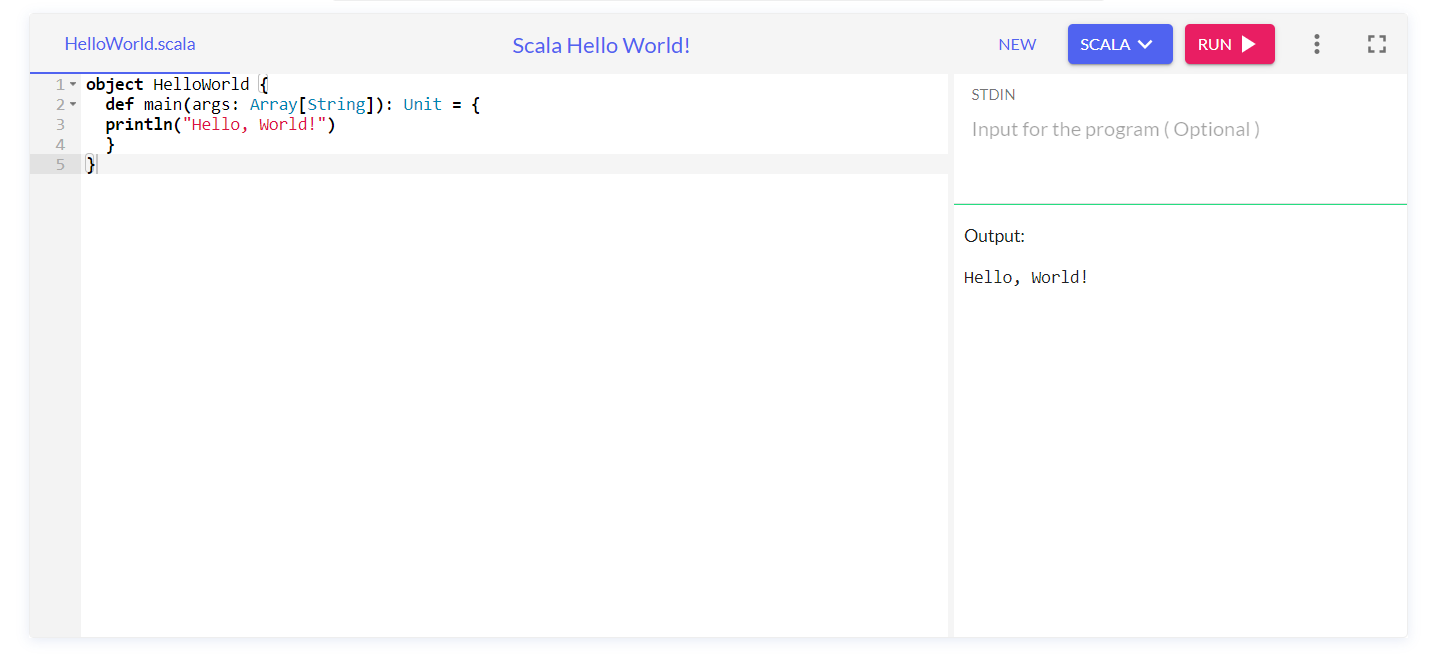 HelloWorld.scala
Scala Hello World!
NEW
SCALA
RUN
1 object HelloWorld {
2   def main(args: Array[String]): Unit = {
3   println("Hello, World!")
4   }
5 }
STDIN
Input for the program ( Optional )
Output:
Hello, World!